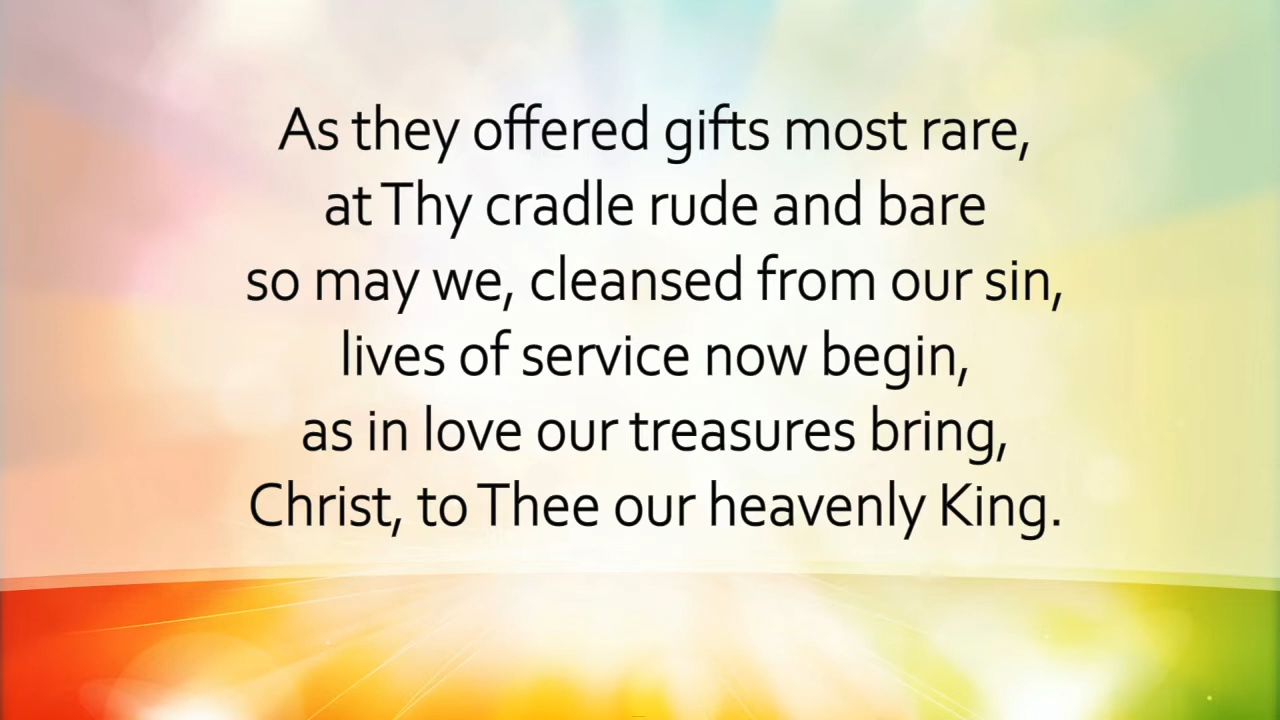 As they offered gifts most rare,
at Thy cradle rude and bare
so may we, cleansed from our sin,
lives of service now begin,
as in love our treasures bring,
Christ, to Thee our heavenly King.